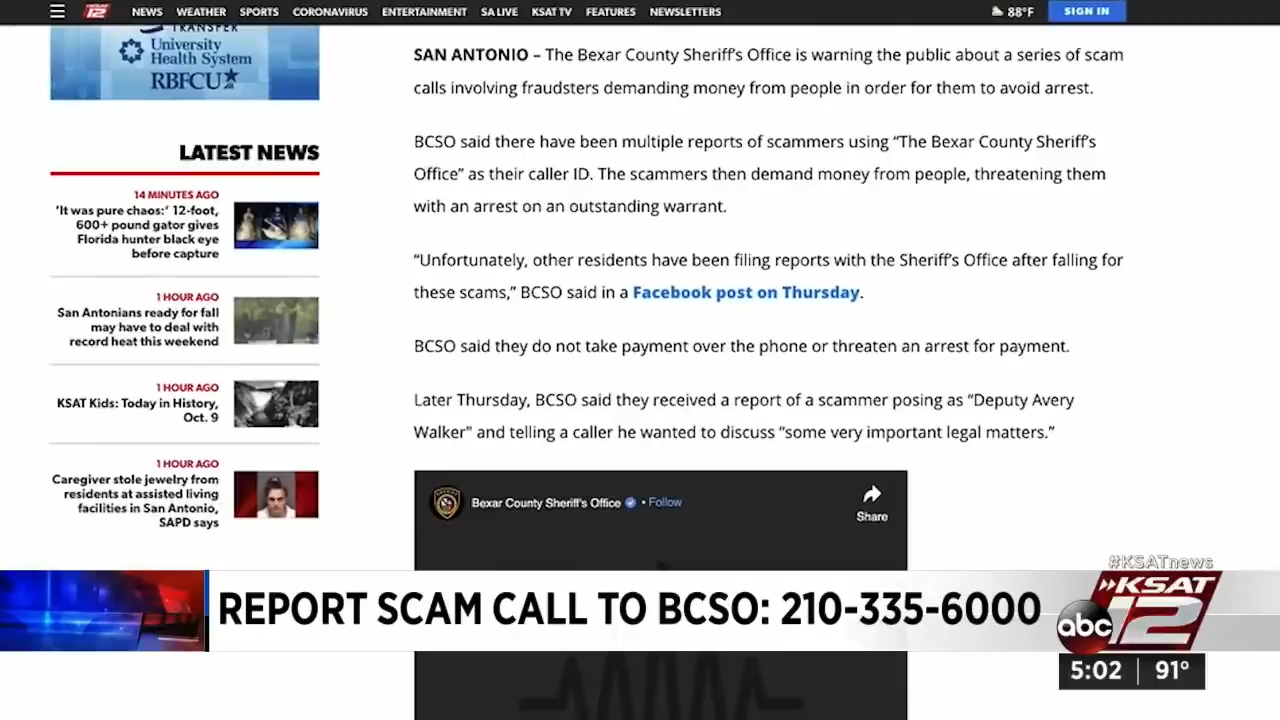 NEWS WEATHER SPORTS CORONAVIRUS ENTERTAINMENT SA LIVE KSAT TV FEATURES NEWSLETTERS 88°F SIGN IN
12
TRANSFER
University
Health System
RBFCU
LATEST NEWS
14 MINUTES AGO
‘It was pure chaos:’ 12-foot,
600+ pound gator gives
Florida hunter black eye
before capture
1 HOUR AGO
San Antonians ready for fall
may have to deal with
record heat this weekend
1 HOUR AGO
KSAT Kids: Today in History,
Oct. 9
1 HOUR AGO
Caregiver stole jewelry from
residents at assisted living
facilities in San Antonio,
SAPD says
SAN ANTONIO – The Bexar County Sheriff’s Office is warning the public about a series of scam
calls involving fraudsters demanding money from people in order for them to avoid arrest.
BCSO said there have been multiple reports of scammers using “The Bexar County Sheriff’s
Office” as their caller ID. The scammers then demand money from people, threatening them
with an arrest on an outstanding warrant.
“Unfortunately, other residents have been filing reports with the Sheriff’s Office after falling for
these scams,” BCSO said in a Facebook post on Thursday.
BCSO said they do not take payment over the phone or threaten an arrest for payment.
Later Thursday, BCSO said they received a report of a scammer posing as “Deputy Avery
Walker" and telling a caller he wanted to discuss “some very important legal matters.”
Bexar County Sheriff's Office • Follow
Share
#KSATnews
REPORT SCAM CALL TO BCSO: 210-335-6000
KSAT
abc 12
5:02 91°